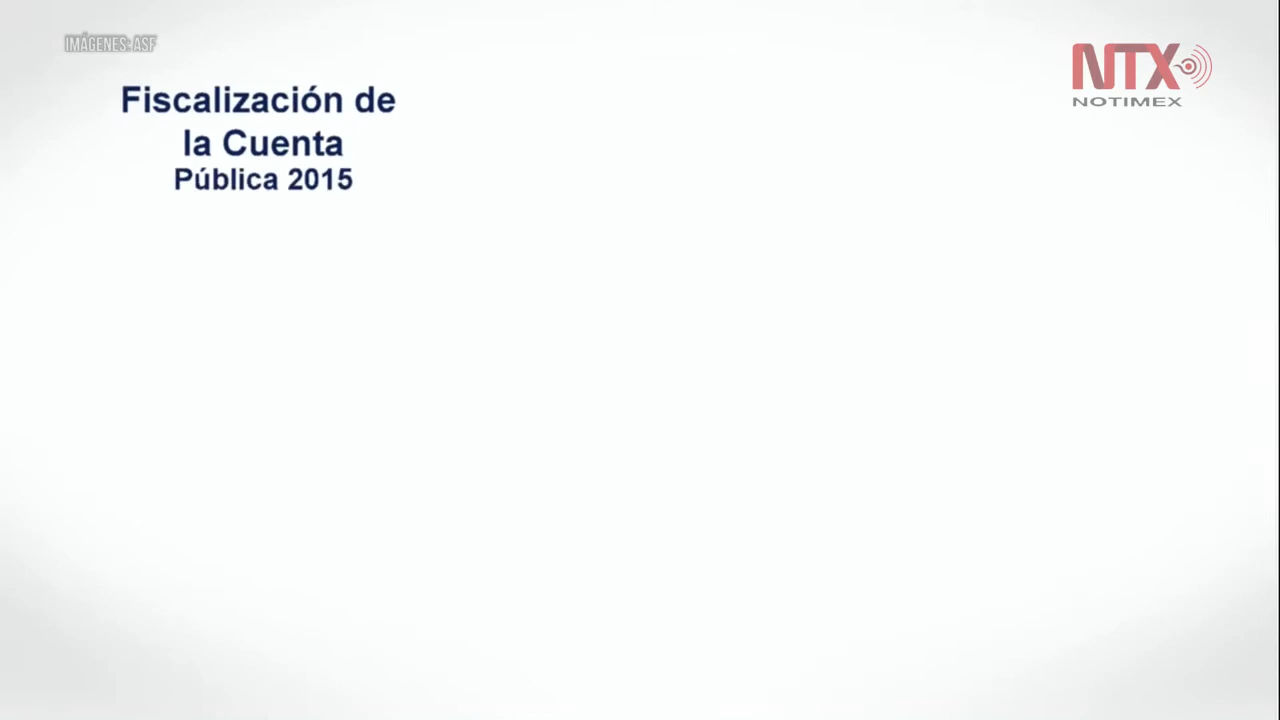 IMÁGENES: ASF
NTX
NOTIMEX
Fiscalización de
la Cuenta
Pública 2015